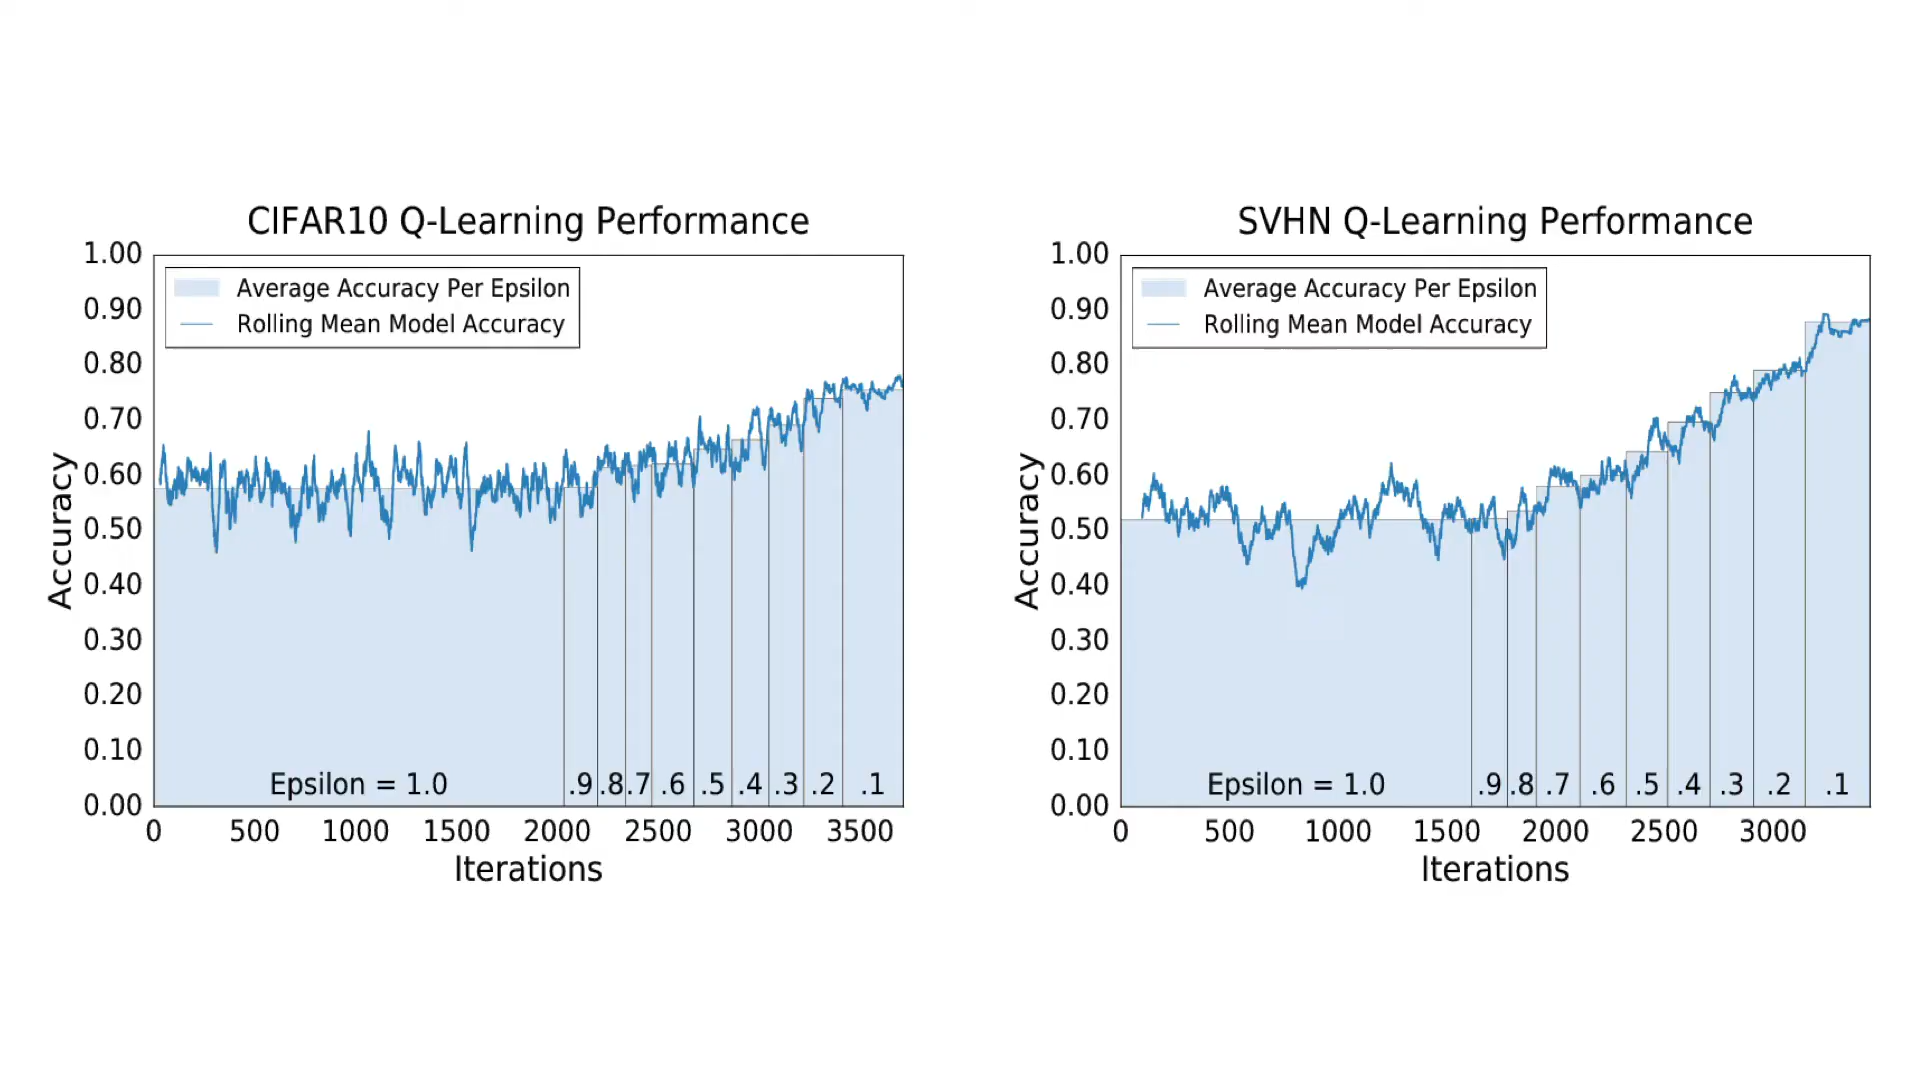 CIFAR10 Q-Learning Performance
1.00
0.90
0.80
0.70
0.60
0.50
0.40
0.30
0.20
0.10
0.00
Accuracy
Average Accuracy Per Epsilon
Rolling Mean Model Accuracy
Epsilon = 1.0 .9 .8 .7 .6 .5 .4 .3 .2 .1
0 500 1000 1500 2000 2500 3000 3500
Iterations
SVHN Q-Learning Performance
1.00
0.90
0.80
0.70
0.60
0.50
0.40
0.30
0.20
0.10
0.00
Accuracy
Average Accuracy Per Epsilon
Rolling Mean Model Accuracy
Epsilon = 1.0 .9 .8 .7 .6 .5 .4 .3 .2 .1
0 500 1000 1500 2000 2500 3000
Iterations